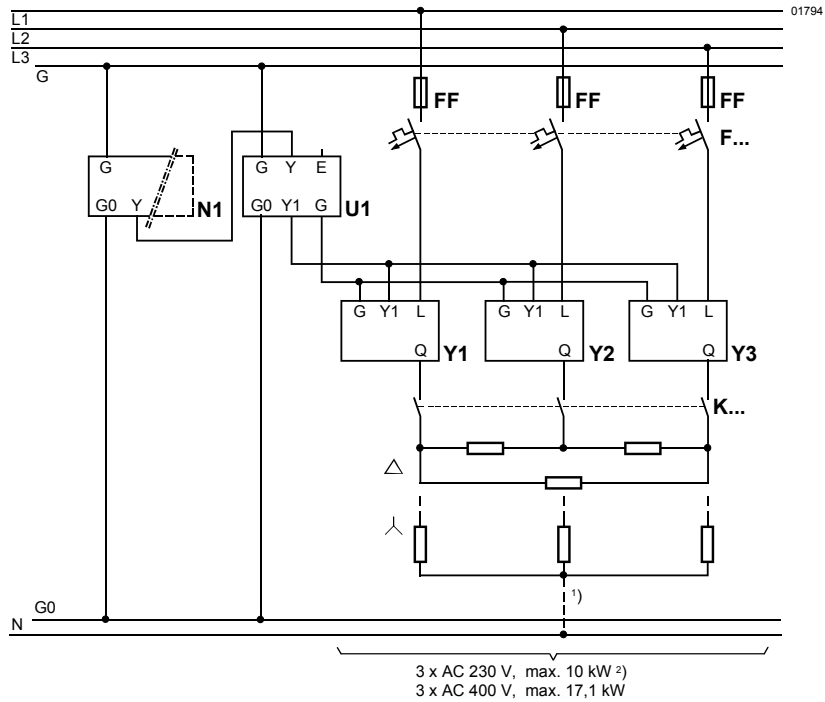 01794
L1
L2
L3
G
FF FF FF
F...
G
G Y E
G0 Y N1
G0 Y1 G U1
G Y1 L G Y1 L G Y1 L
Q Y1 Q Y2 Q Y3
K...
¹)
G0
N
3 x AC 230 V, max. 10 kW ²)
3 x AC 400 V, max. 17,1 kW